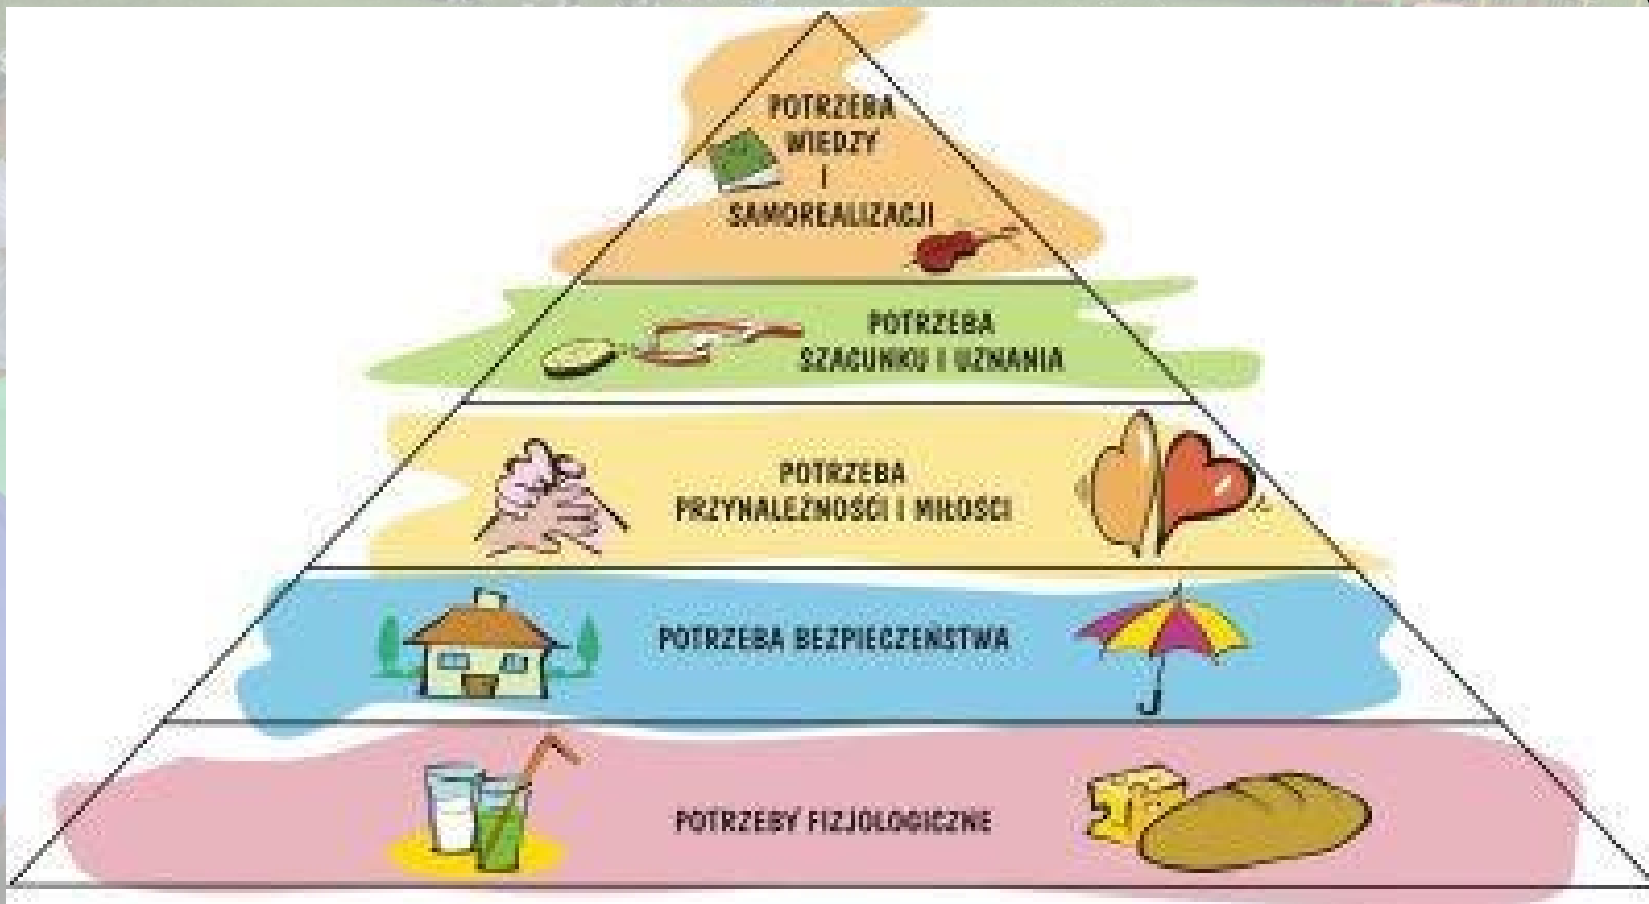 POTRZEBA
WIEDZY
I
SAMOREALIZACJI
POTRZEBA
SZACUNKU I UZNANIA
POTRZEBA
PRZYNALEŻNOŚCI I MIŁOŚCI
POTRZEBA BEZPIECZEŃSTWA
POTRZEBY FIZJOLOGICZNE